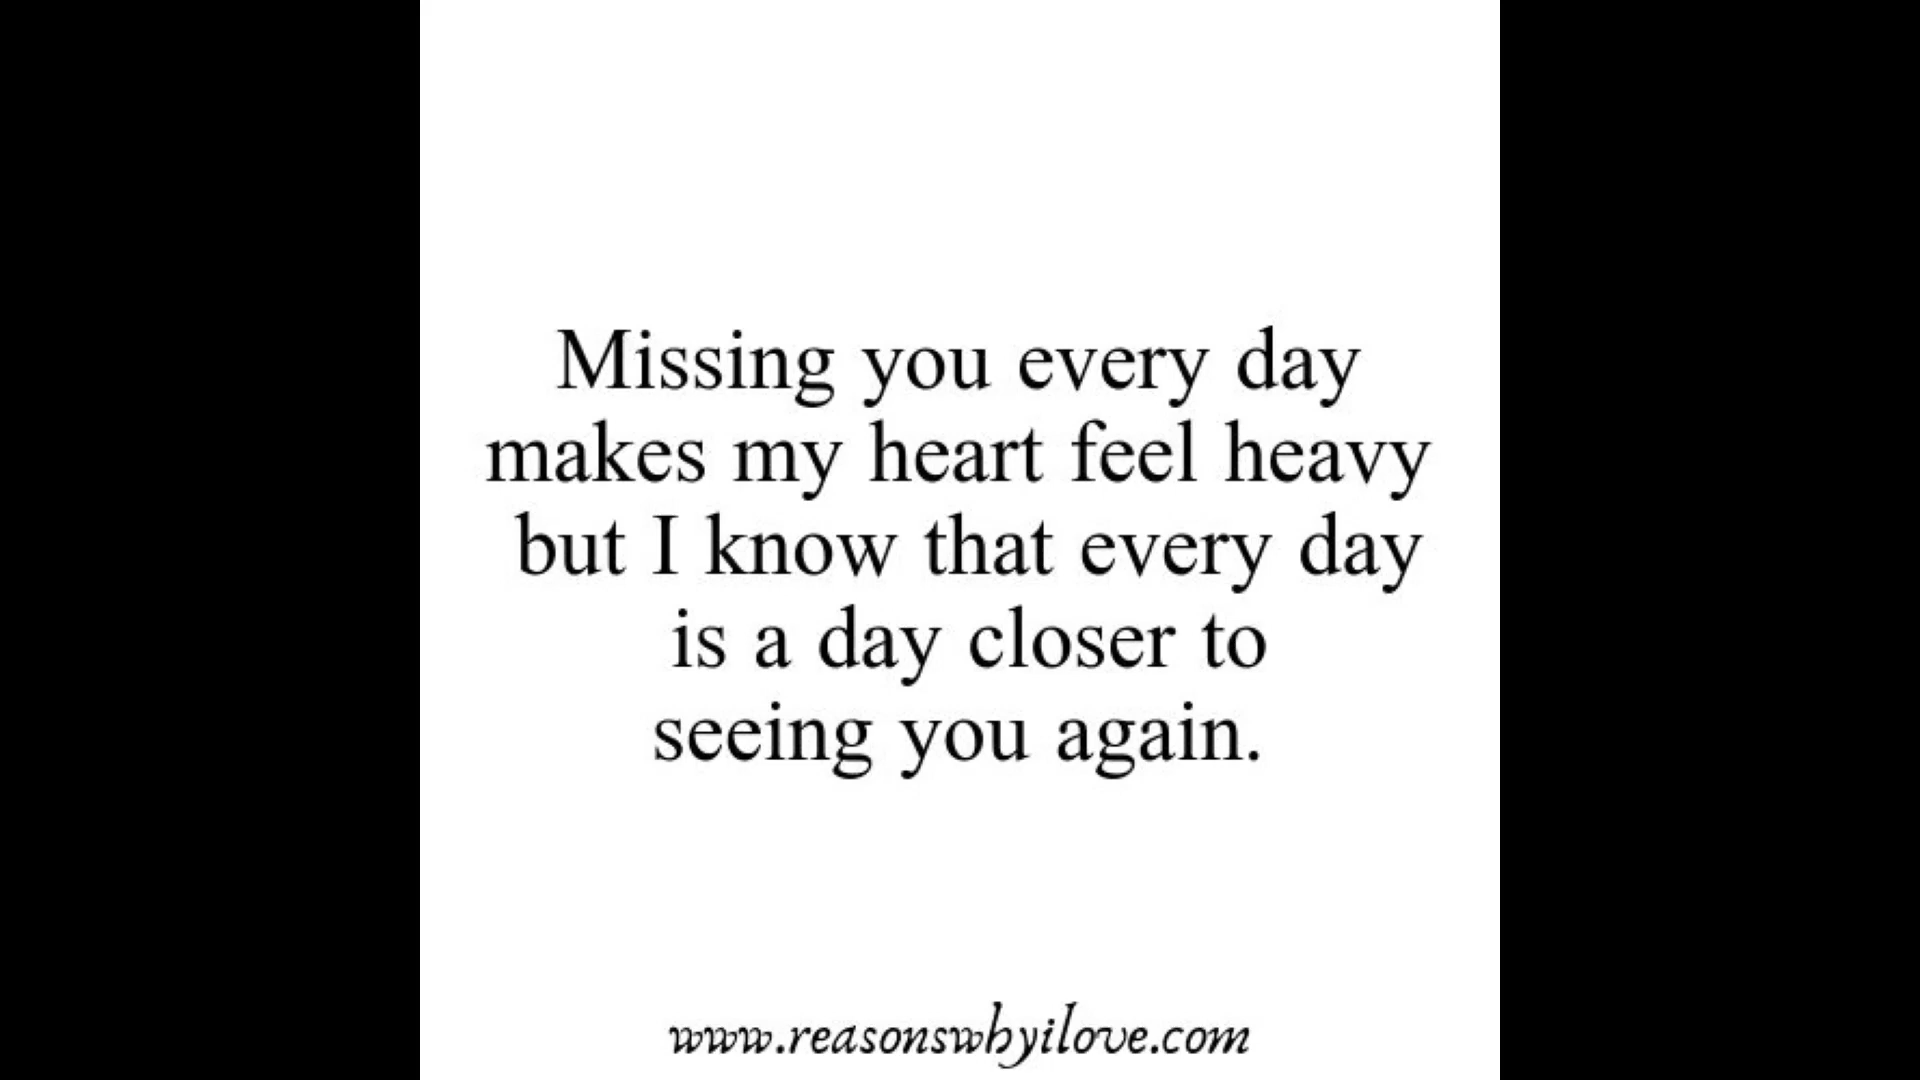 Missing you every day
makes my heart feel heavy
but I know that every day
is a day closer to
seeing you again.
www.reasonswhyilove.com